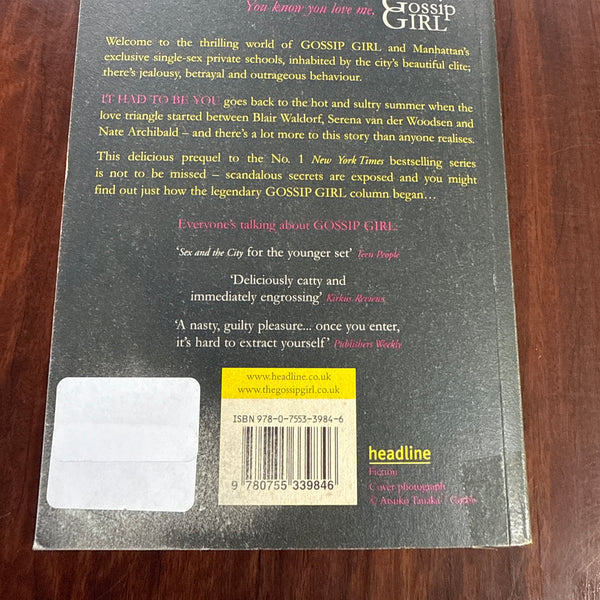 You know you love me,
Gossip
GIRL
Welcome to the thrilling world of GOSSIP GIRL and Manhattan's
exclusive single-sex private schools, inhabited by the city's beautiful elite;
there's jealousy, betrayal and outrageous behaviour.
IT HAD TO BE YOU goes back to the hot and sultry summer when the
love triangle started between Blair Waldorf, Serena van der Woodsen and
Nate Archibald – and there's a lot more to this story than anyone realises.
This delicious prequel to the No. 1 New York Times bestselling series
is not to be missed – scandalous secrets are exposed and you might
find out just how the legendary GOSSIP GIRL column began…
Everyone's talking about GOSSIP GIRL:
'Sex and the City for the younger set' Teen People
'Deliciously catty and
immediately engrossing' Kirkus Reviews
'A nasty, guilty pleasure... once you enter,
it's hard to extract yourself' Publishers Weekly
www.headline.co.uk
www.thegossipgirl.co.uk
ISBN 978-0-7553-3984-6
9 780755 339846
headline
Fiction
Cover photograph
© Atsuko Tanaka / Corbis